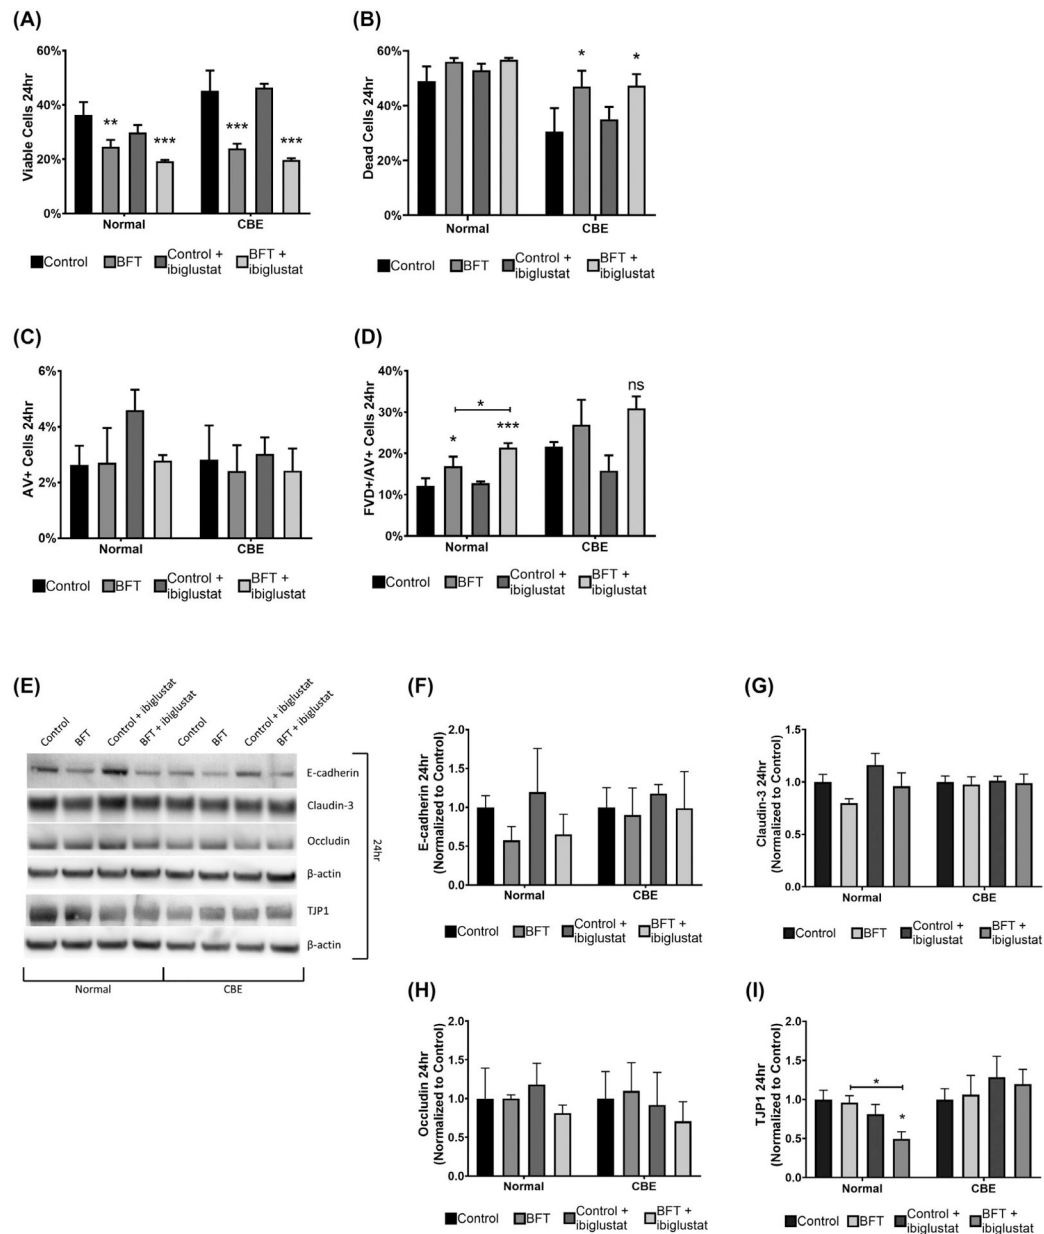 (A)
Viable Cells 24hr
60%
40%
20%
0%
**
***
***
***
Normal
CBE
Control
BFT
Control +
ibiglustat
BFT +
ibiglustat
(B)
Dead Cells 24hr
60%
40%
20%
0%
*
*
Normal
CBE
Control
BFT
Control +
ibiglustat
BFT +
ibiglustat
(C)
AV+ Cells 24hr
6%
4%
2%
0%
Normal
CBE
Control
BFT
Control +
ibiglustat
BFT +
ibiglustat
(D)
FVD+/AV+ Cells 24hr
40%
30%
20%
10%
0%
*
*
***
ns
Normal
CBE
Control
BFT
Control +
ibiglustat
BFT +
ibiglustat
(E)
Control
BFT
Control + ibiglustat
BFT + ibiglustat
Control
BFT
Control + ibiglustat
BFT + ibiglustat
E-cadherin
Claudin-3
Occludin
β-actin
TJP1
β-actin
24hr
Normal
CBE
(F)
E-cadherin 24hr
(Normalized to Control)
2.0
1.5
1.0
0.5
0.0
Normal
CBE
Control
BFT
Control +
ibiglustat
BFT +
ibiglustat
(G)
Claudin-3 24hr
(Normalized to Control)
1.5
1.0
0.5
0.0
Normal
CBE
Control
BFT
Control +
ibiglustat
BFT +
ibiglustat
(H)
Occludin 24hr
(Normalized to Control)
2.0
1.5
1.0
0.5
0.0
Normal
CBE
Control
BFT
Control +
ibiglustat
BFT +
ibiglustat
(I)
TJP1 24hr
(Normalized to Control)
2.0
1.5
1.0
0.5
0.0
*
*
Normal
CBE
Control
BFT
Control +
ibiglustat
BFT +
ibiglustat